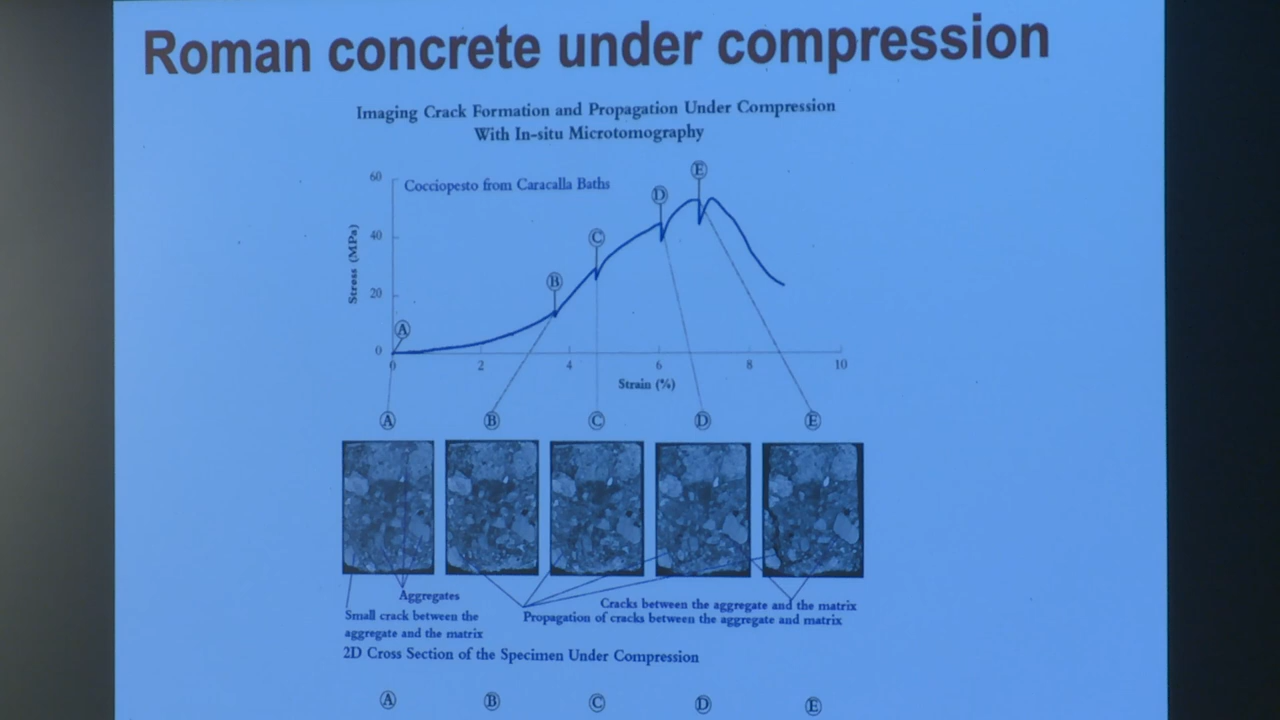 Roman concrete under compression
Imaging Crack Formation and Propagation Under Compression
With In-situ Microtomography
Cocciopesto from Caracalla Baths
60
40
20
0
Stress (MPa)
A
B
C
D
E
0
2
4
6
8
10
Strain (%)
A B C D E
Aggregates
Small crack between the
aggregate and the matrix
Cracks between the aggregate and the matrix
Propagation of cracks between the aggregate and matrix
2D Cross Section of the Specimen Under Compression
A B C D E